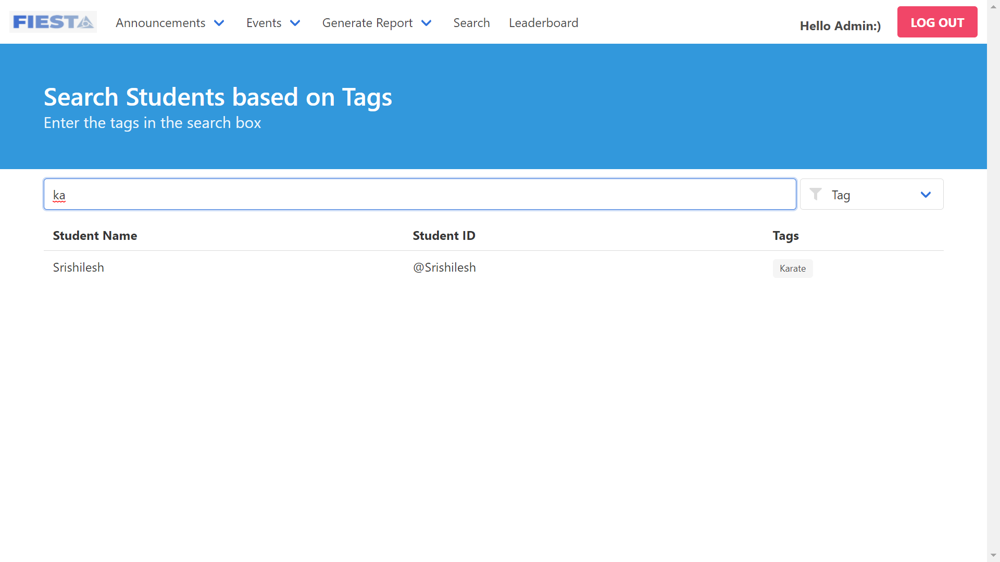 FIESTA Announcements Events Generate Report Search Leaderboard Hello Admin:) LOG OUT
Search Students based on Tags
Enter the tags in the search box
ka Tag
Student Name Student ID Tags
Srishilesh @Srishilesh Karate